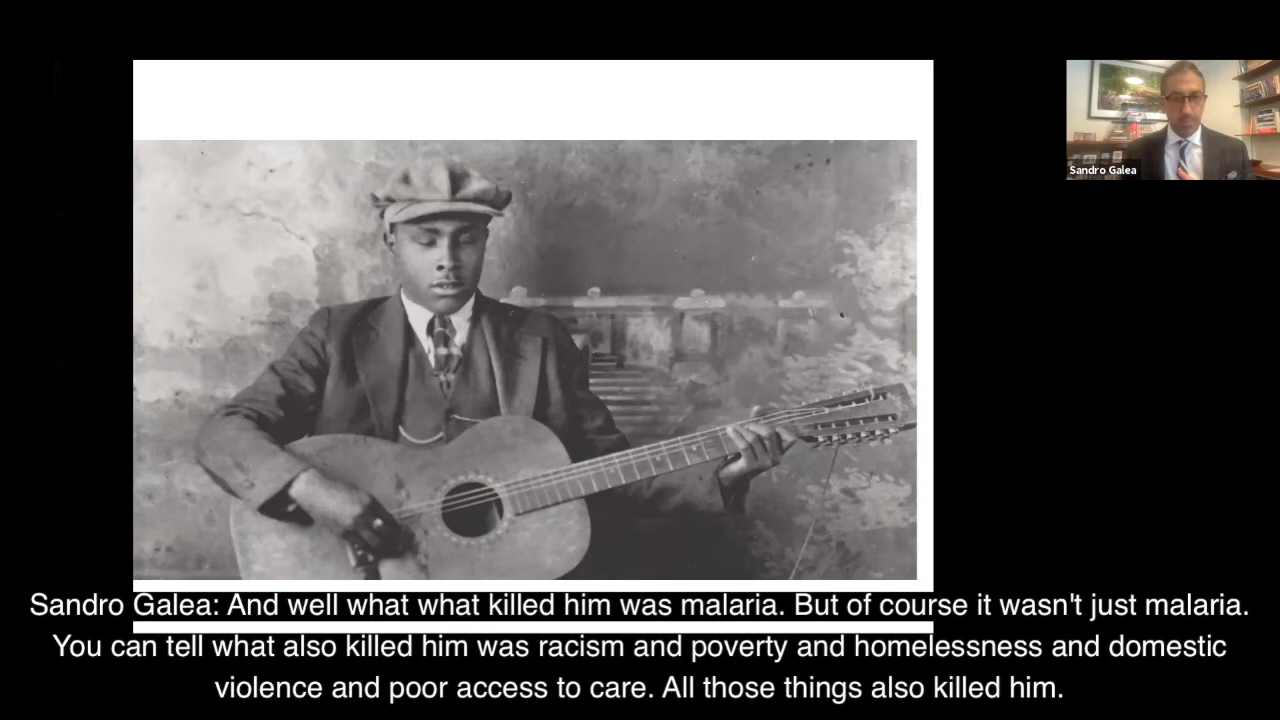 Sandro Galea
Sandro Galea: And well what what killed him was malaria. But of course it wasn't just malaria.
You can tell what also killed him was racism and poverty and homelessness and domestic
violence and poor access to care. All those things also killed him.